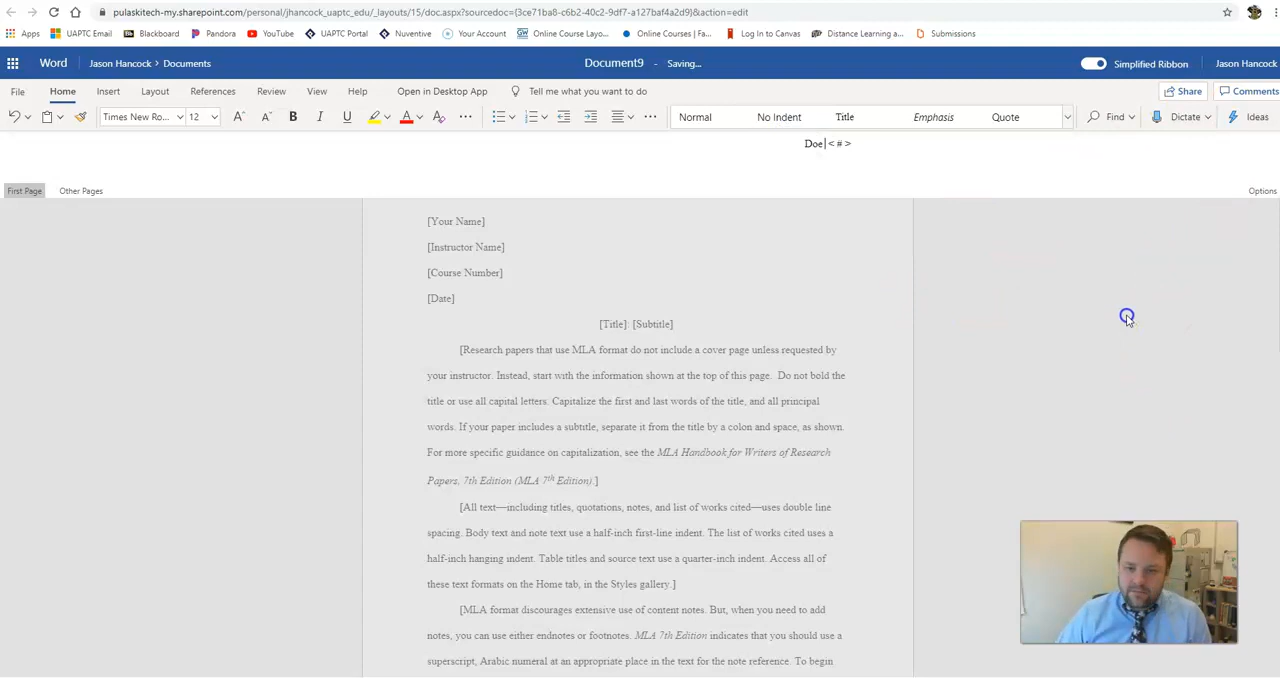 pulaskitech-my.sharepoint.com/personal/jhancock_uaptc_edu/_layouts/15/doc.aspx?sourcedoc={3ce71ba8-c6b2-40c2-9df7-a127baf4a2d9}&action=edit
Apps UAPTC Email Blackboard Pandora YouTube UAPTC Portal Nuventive Your Account Online Course Layo... Online Courses | Fa... Log In to Canvas Distance Learning a... Submissions
Word Jason Hancock > Documents Document9 - Saving... Simplified Ribbon Jason Hancock
File Home Insert Layout References Review View Help Open in Desktop App Tell me what you want to do Share Comments
Times New Ro... 12 A A B I U A A Normal No Indent Title Emphasis Quote Find Dictate Ideas
Doe < # >
First Page Other Pages Options
[Your Name]
[Instructor Name]
[Course Number]
[Date]
[Title]: [Subtitle]
[Research papers that use MLA format do not include a cover page unless requested by
your instructor. Instead, start with the information shown at the top of this page.  Do not bold the
title or use all capital letters. Capitalize the first and last words of the title, and all principal
words. If your paper includes a subtitle, separate it from the title by a colon and space, as shown.
For more specific guidance on capitalization, see the MLA Handbook for Writers of Research
Papers, 7th Edition (MLA 7th Edition).]
[All text—including titles, quotations, notes, and list of works cited—uses double line
spacing. Body text and note text use a half-inch first-line indent. The list of works cited uses a
half-inch hanging indent. Table titles and source text use a quarter-inch indent. Access all of
these text formats on the Home tab, in the Styles gallery.]
[MLA format discourages extensive use of content notes. But, when you need to add
notes, you can use either endnotes or footnotes. MLA 7th Edition indicates that you should use a
superscript, Arabic numeral at an appropriate place in the text for the note reference. To begin